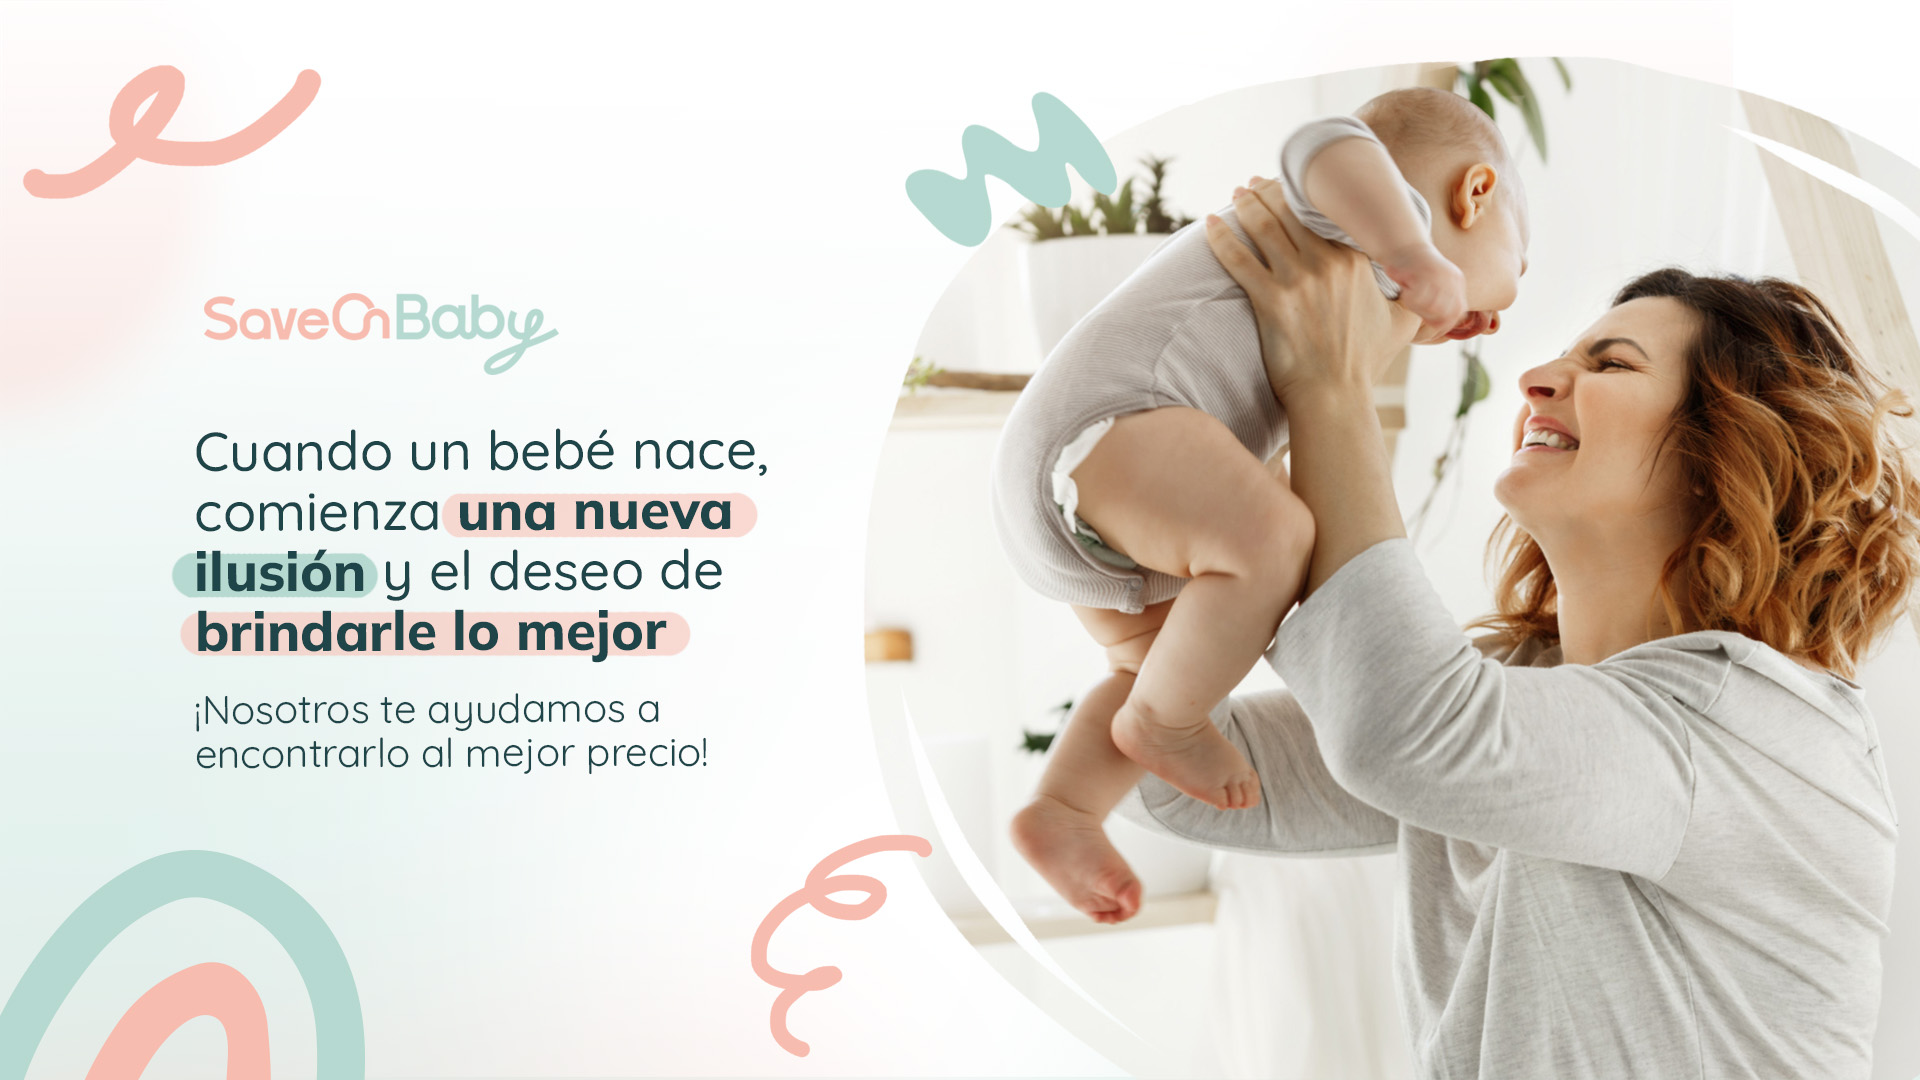 SaveOnBaby
Cuando un bebé nace,
comienza una nueva
ilusión y el deseo de
brindarle lo mejor
¡Nosotros te ayudamos a
encontrarlo al mejor precio!